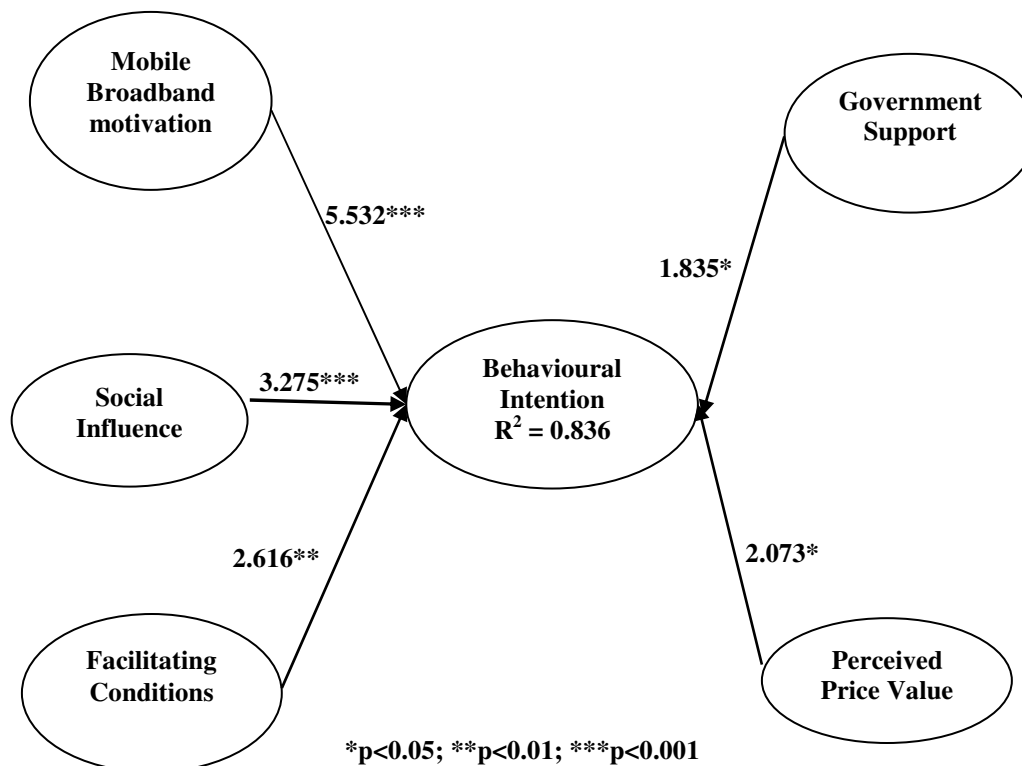 Mobile
Broadband
motivation
Government
Support
5.532***
1.835*
Social
Influence
3.275***
Behavioural
Intention
R² = 0.836
2.616**
2.073*
Facilitating
Conditions
Perceived
Price Value
*p<0.05; **p<0.01; ***p<0.001